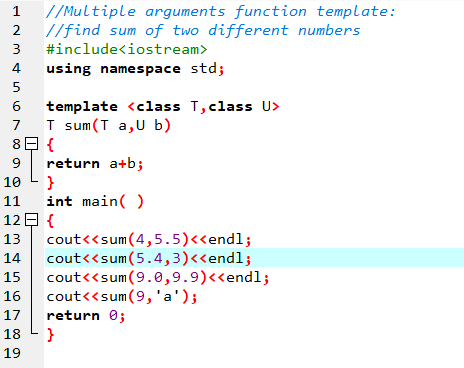 1 //Multiple arguments function template:
2 //find sum of two different numbers
3 #include<iostream>
4 using namespace std;
5
6 template <class T,class U>
7 T sum(T a,U b)
8 {
9 return a+b;
10 }
11 int main( )
12 {
13 cout<<sum(4,5.5)<<endl;
14 cout<<sum(5.4,3)<<endl;
15 cout<<sum(9.0,9.9)<<endl;
16 cout<<sum(9,'a');
17 return 0;
18 }
19